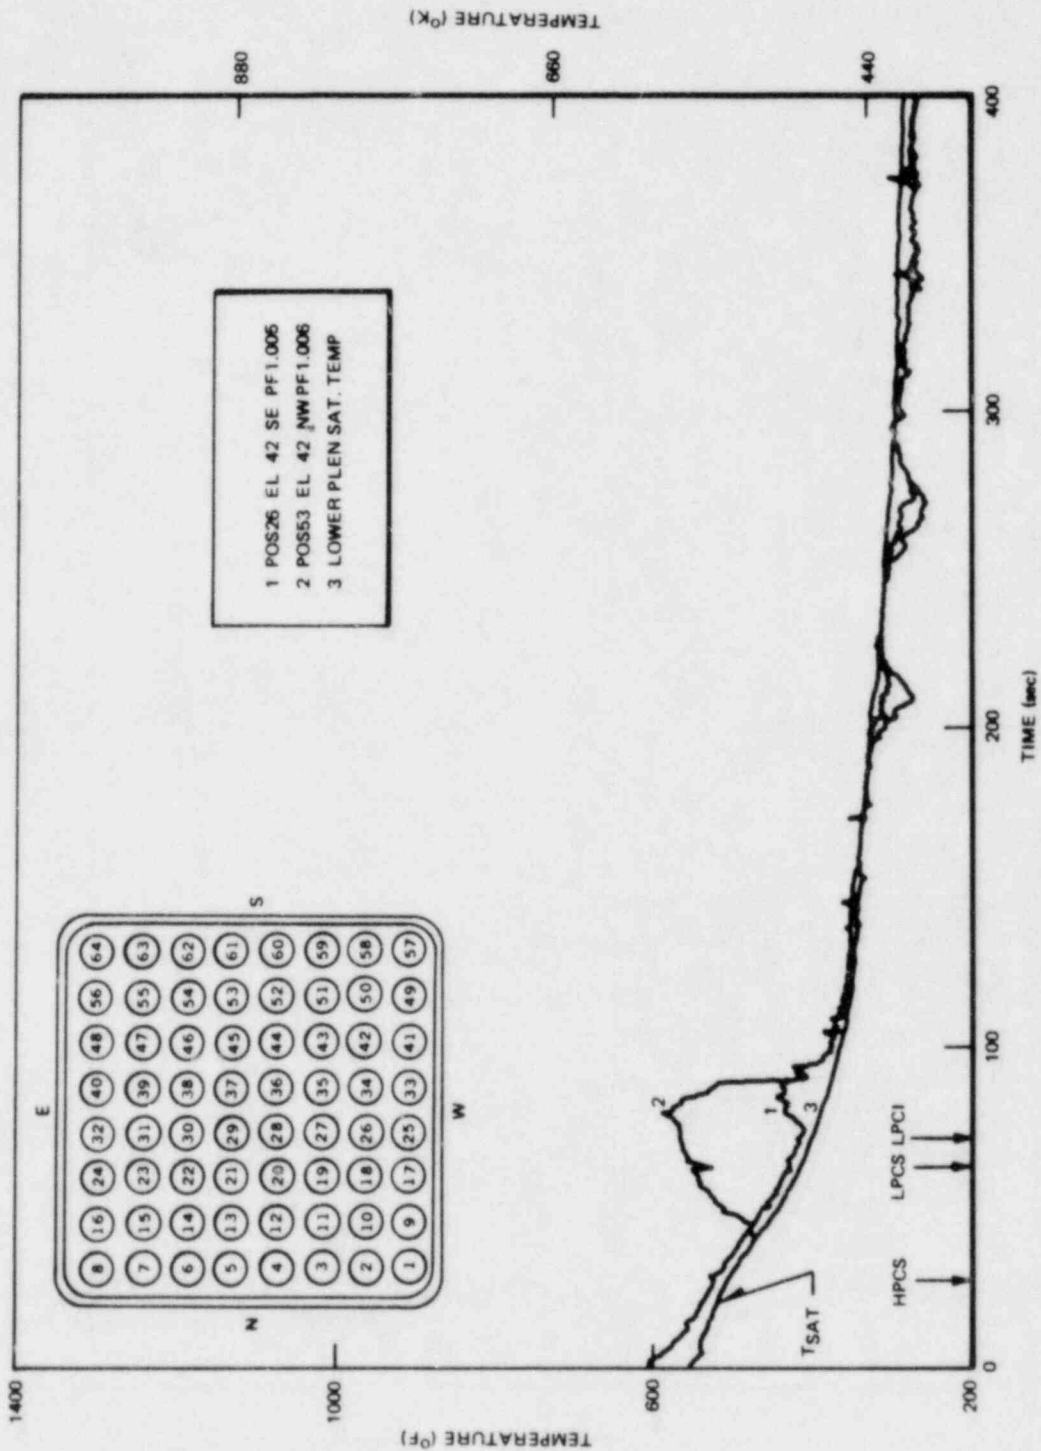 TEMPERATURE (°K)
880
660
440
TEMPERATURE (°F)
1400
1000
600
200
E
N
S
W
8 16 24 32 40 48 56 64
7 15 23 31 39 47 55 63
6 14 22 30 38 46 54 62
5 13 21 29 37 45 53 61
4 12 20 28 36 44 52 60
3 11 19 27 35 43 51 59
2 10 18 26 34 42 50 58
1 9 17 25 33 41 49 57
1 POS26 EL 42 SE PF1.006
2 POS53 EL 42 NW PF1.006
3 LOWER PLEN SAT. TEMP
2
1
3
TSAT
HPCS
LPCS LPCI
0
100
200
300
400
TIME (sec)